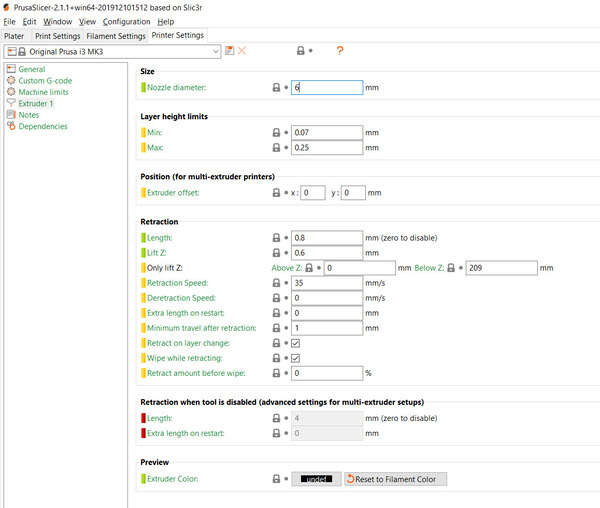 PrusaSlicer-2.1.1+win64-201912101512 based on Slic3r
File Edit Window View Configuration Help
Plater Print Settings Filament Settings Printer Settings
Original Prusa i3 MK3 ?
General
Custom G-code
Machine limits
Extruder 1
Notes
Dependencies
Size
Nozzle diameter: 6 mm
Layer height limits
Min: 0.07 mm
Max: 0.25 mm
Position (for multi-extruder printers)
Extruder offset: x: 0 y: 0 mm
Retraction
Length: 0.8 mm (zero to disable)
Lift Z: 0.6 mm
Only lift Z: Above Z: 0 mm Below Z: 209 mm
Retraction Speed: 35 mm/s
Deretraction Speed: 0 mm/s
Extra length on restart: 0 mm
Minimum travel after retraction: 1 mm
Retract on layer change:
Wipe while retracting:
Retract amount before wipe: 0 %
Retraction when tool is disabled (advanced settings for multi-extruder setups)
Length: 4 mm (zero to disable)
Extra length on restart: 0 mm
Preview
Extruder Color: undef Reset to Filament Color